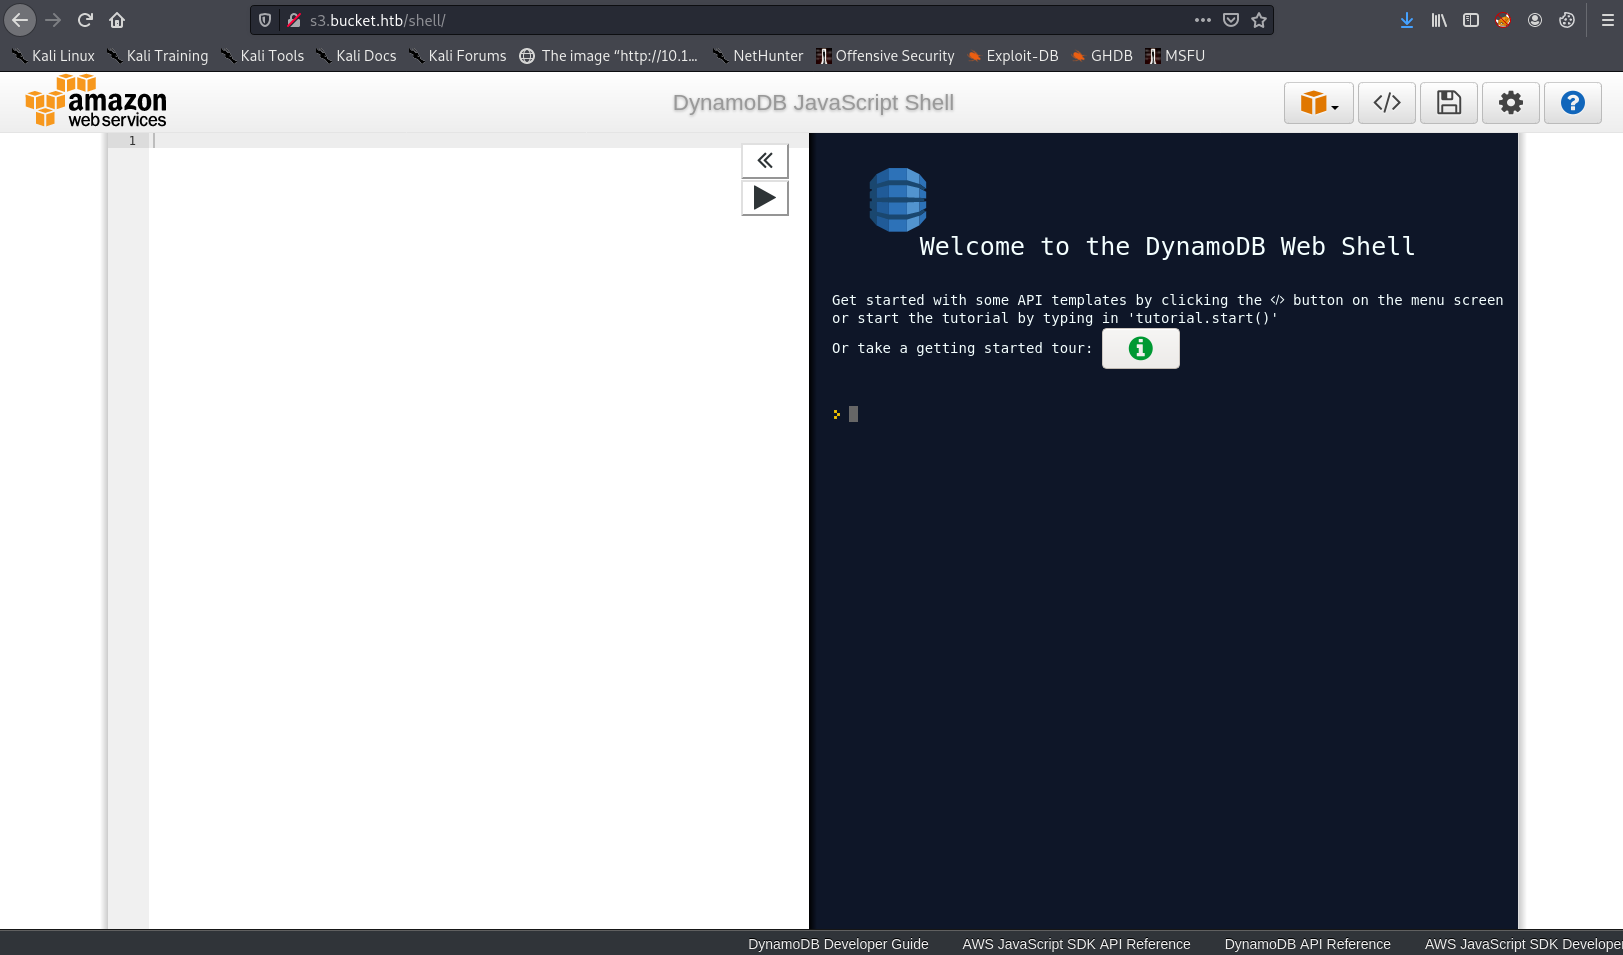 s3.bucket.htb/shell/
Kali Linux Kali Training Kali Tools Kali Docs Kali Forums The image “http://10.1... NetHunter Offensive Security Exploit-DB GHDB MSFU
amazon
webservices
DynamoDB JavaScript Shell
</>
?
1
Welcome to the DynamoDB Web Shell
Get started with some API templates by clicking the </> button on the menu screen
or start the tutorial by typing in 'tutorial.start()'
Or take a getting started tour:
>
DynamoDB Developer Guide AWS JavaScript SDK API Reference DynamoDB API Reference AWS JavaScript SDK Develope